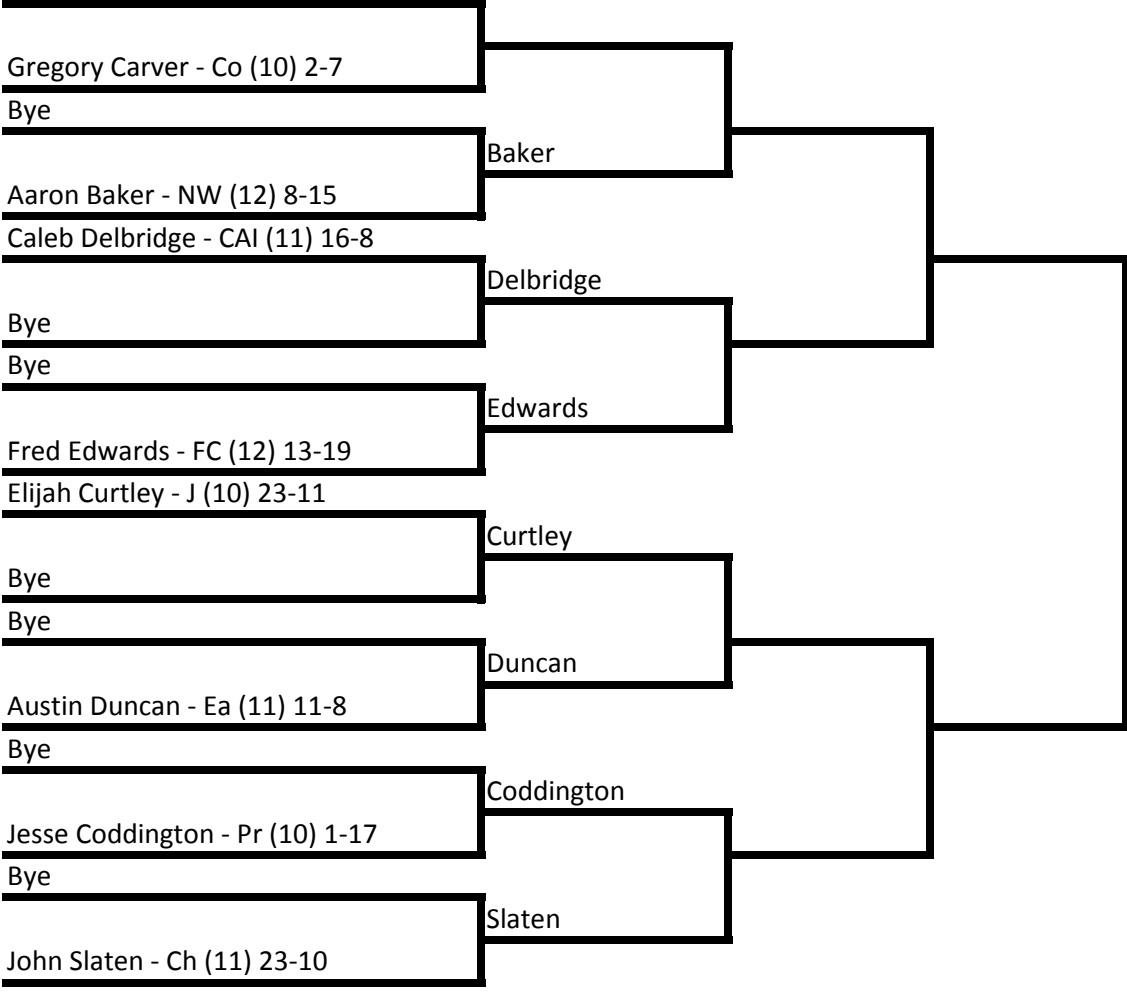 Gregory Carver - Co (10) 2-7
Bye
Baker
Aaron Baker - NW (12) 8-15
Caleb Delbridge - CAI (11) 16-8
Delbridge
Bye
Bye
Edwards
Fred Edwards - FC (12) 13-19
Elijah Curtley - J (10) 23-11
Curtley
Bye
Bye
Duncan
Austin Duncan - Ea (11) 11-8
Bye
Coddington
Jesse Coddington - Pr (10) 1-17
Bye
Slaten
John Slaten - Ch (11) 23-10